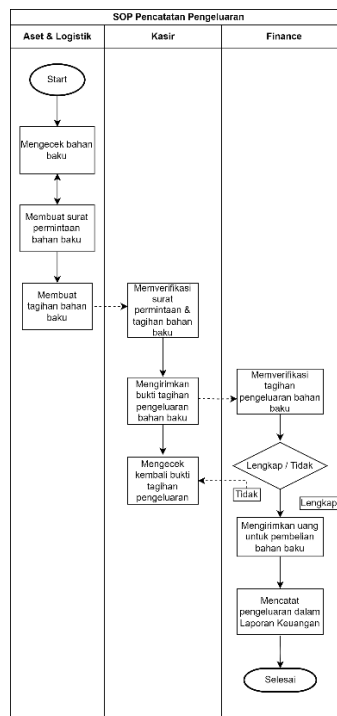 SOP Pencatatan Pengeluaran
Aset & Logistik
Kasir
Finance
Start
Mengecek bahan
baku
Membuat surat
permintaan
bahan baku
Membuat
tagihan bahan
baku
Memverifikasi
surat
permintaan &
tagihan bahan
baku
Mengirimkan
bukti tagihan
pengeluaran
bahan baku
Memverifikasi
tagihan
pengeluaran bahan
baku
Lengkap / Tidak
Mengecek
kembali bukti
tagihan
pengeluaran
Tidak
Lengkap
Mengirimkan uang
untuk pembelian
bahan baku
Mencatat
pengeluaran dalam
Laporan Keuangan
Selesai